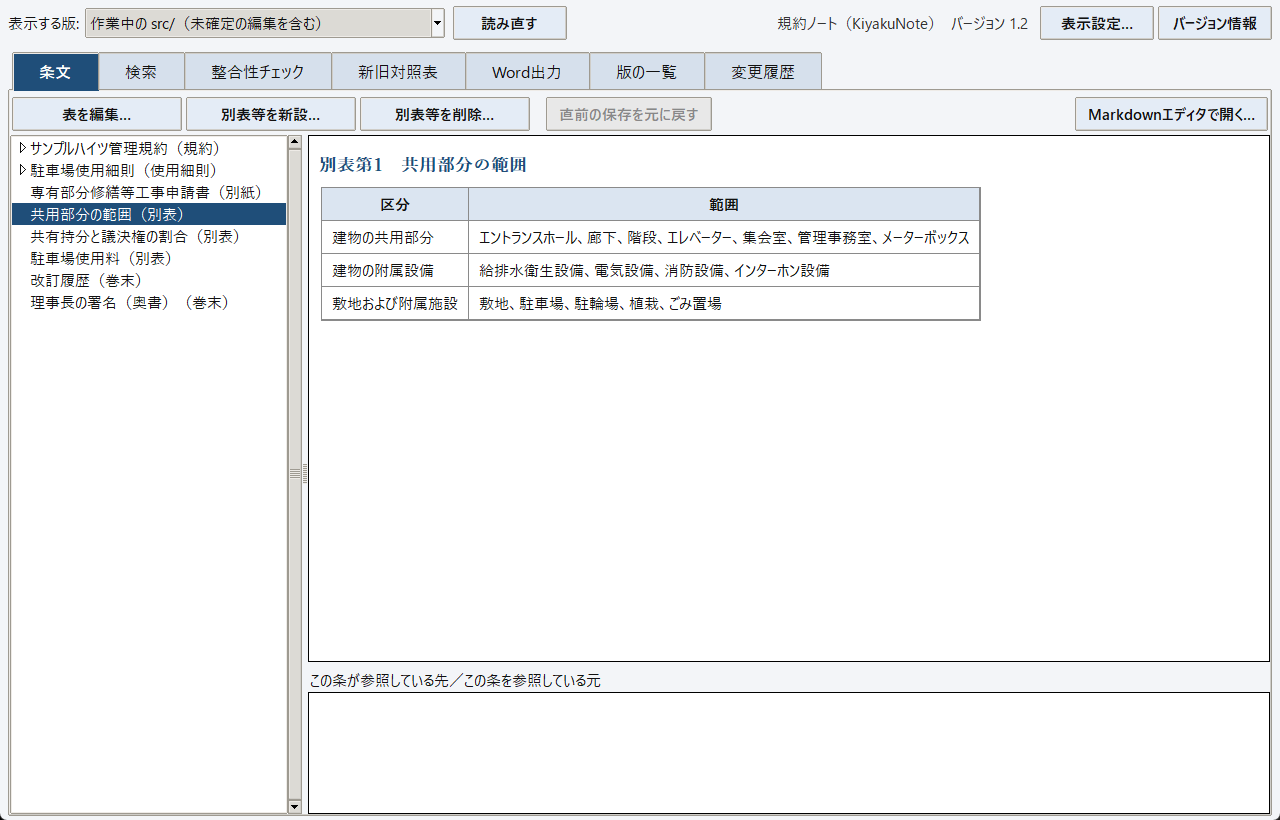 表示する版: 作業中の src/（未確定の編集を含む） 読み直す 規約ノート（KiyakuNote） バージョン 1.2 表示設定... バージョン情報
条文 検索 整合性チェック 新旧対照表 Word出力 版の一覧 変更履歴
表を編集... 別表等を新設... 別表等を削除... 直前の保存を元に戻す Markdownエディタで開く...
サンプルハイツ管理規約（規約）
駐車場使用細則（使用細則）
専有部分修繕等工事申請書（別紙）
共用部分の範囲（別表）
共有持分と議決権の割合（別表）
駐車場使用料（別表）
改訂履歴（巻末）
理事長の署名（奥書）（巻末）
別表第1　共用部分の範囲
区分 範囲
建物の共用部分 エントランスホール、廊下、階段、エレベーター、集会室、管理事務室、メーターボックス
建物の附属設備 給排水衛生設備、電気設備、消防設備、インターホン設備
敷地および附属施設 敷地、駐車場、駐輪場、植栽、ごみ置場
この条が参照している先／この条を参照している元